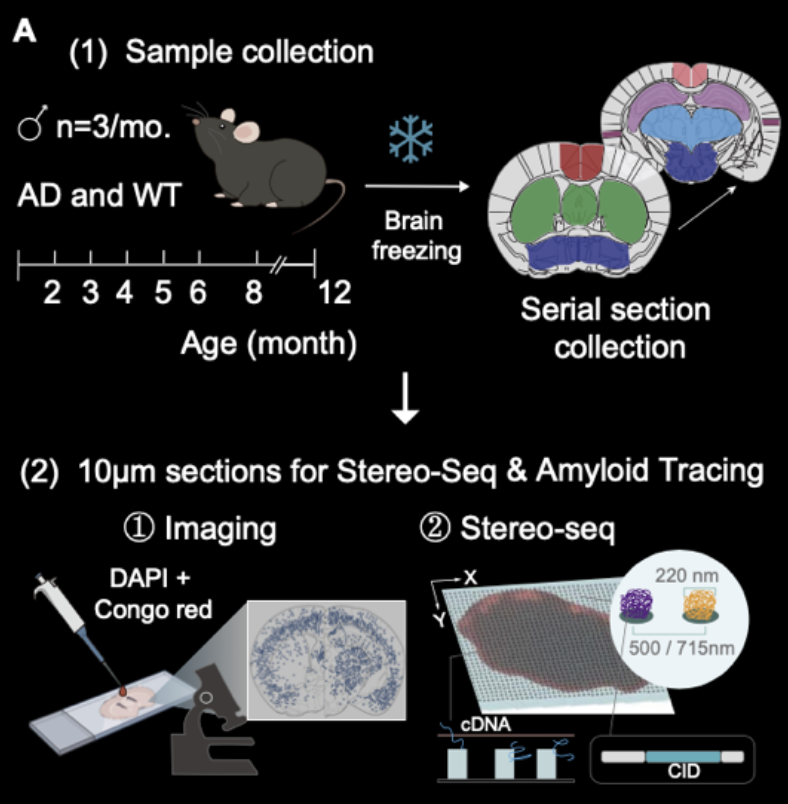 A
(1) Sample collection
♂ n=3/mo.
AD and WT
Brain
freezing
2 3 4 5 6 8 12
Age (month)
Serial section
collection
(2) 10μm sections for Stereo-Seq & Amyloid Tracing
① Imaging
② Stereo-seq
DAPI +
Congo red
X
Y
220 nm
500 / 715nm
cDNA
CID